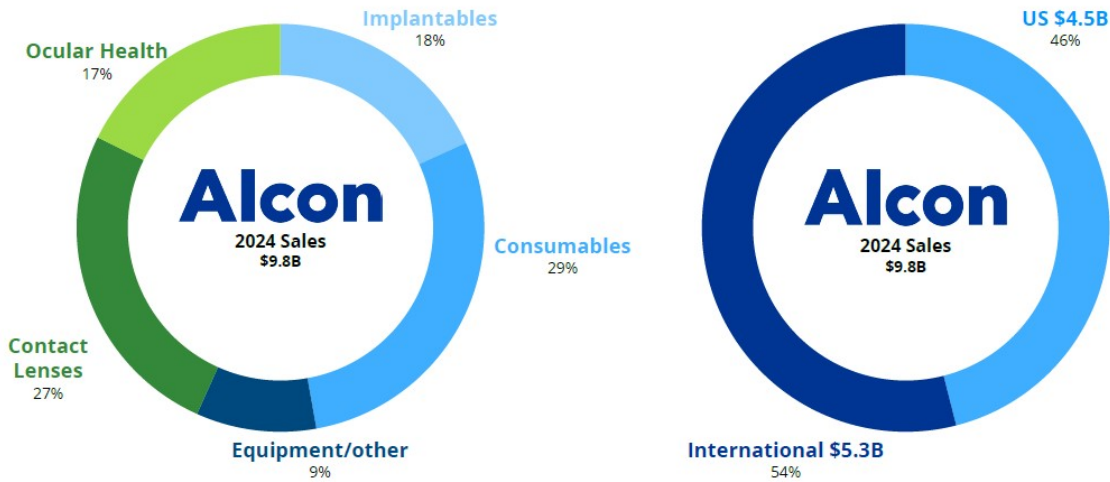 Implantables
18%
Ocular Health
17%
Alcon
2024 Sales
$9.8B
Consumables
29%
Contact
Lenses
27%
Equipment/other
9%
US $4.5B
46%
Alcon
2024 Sales
$9.8B
International $5.3B
54%